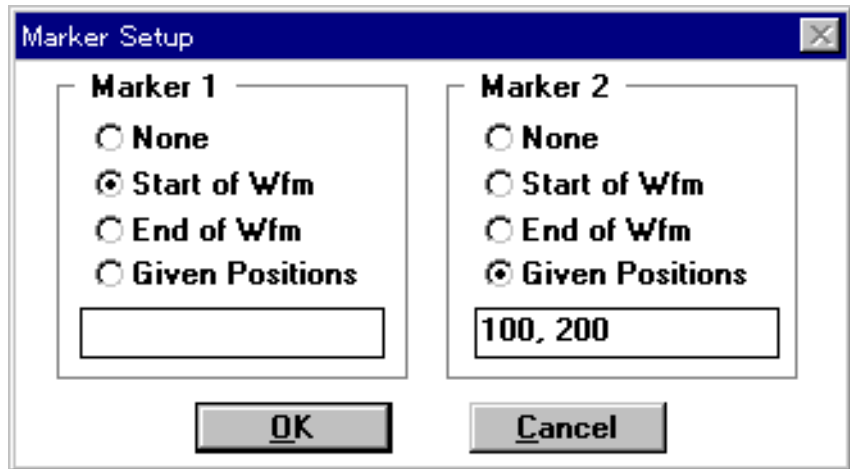 Marker Setup
Marker 1
None
Start of Wfm
End of Wfm
Given Positions
Marker 2
None
Start of Wfm
End of Wfm
Given Positions
100, 200
OK
Cancel